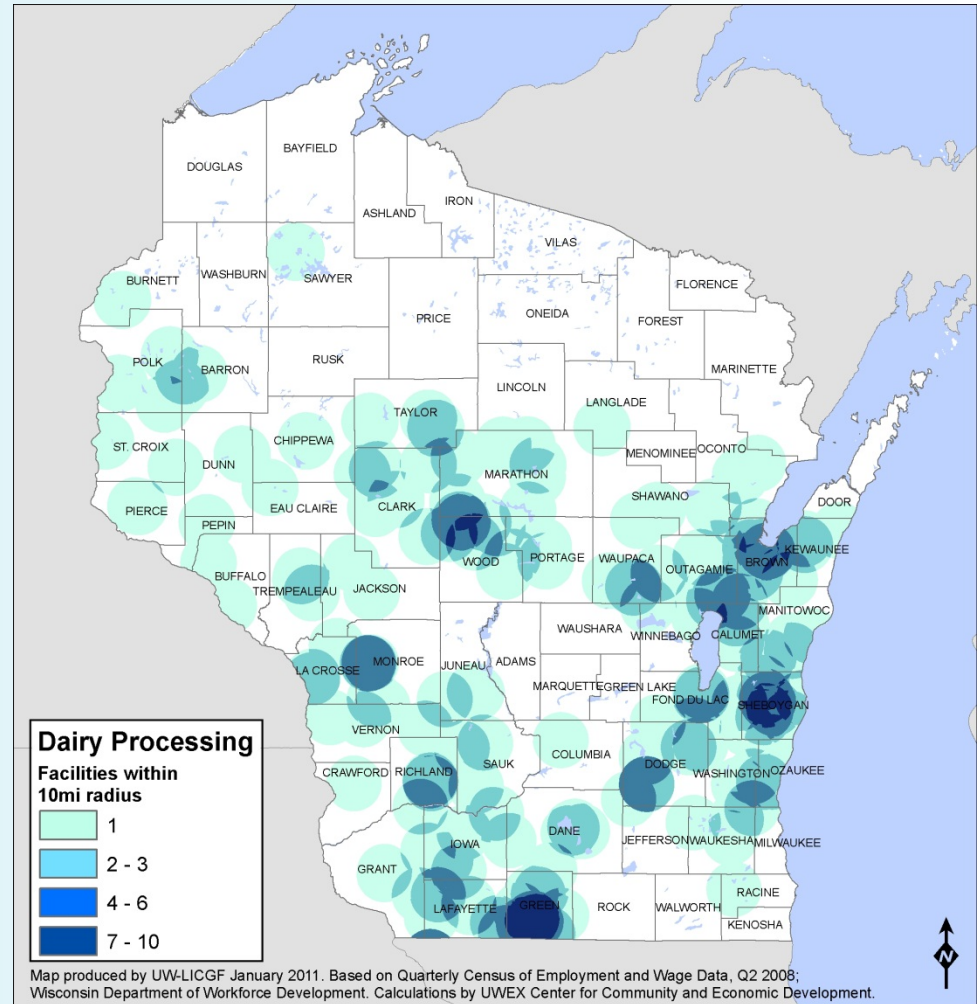 BAYFIELD
DOUGLAS
IRON
ASHLAND
VILAS
WASHBURN
SAWYER
BURNETT
FLORENCE
ONEIDA
PRICE
FOREST
POLK
BARRON
RUSK
MARINETTE
LINCOLN
TAYLOR
LANGLADE
CHIPPEWA
ST. CROIX
OCONTO
MENOMINEE
DUNN
MARATHON
SHAWANO
DOOR
CLARK
EAU CLAIRE
PIERCE
PEPIN
KEWAUNEE
PORTAGE
WAUPACA
WOOD
BROWN
OUTAGAMIE
BUFFALO
JACKSON
TREMPEALEAU
MANITOWOC
WAUSHARA
WINNEBAGO
CALUMET
MONROE
JUNEAU
ADAMS
LA CROSSE
MARQUETTE
GREEN LAKE
FOND DU LAC
SHEBOYGAN
VERNON
COLUMBIA
SAUK
DODGE
CRAWFORD
RICHLAND
WASHINGTON
OZAUKEE
DANE
JEFFERSON
WAUKESHA
MILWAUKEE
IOWA
GRANT
RACINE
LAFAYETTE
GREEN
ROCK
WALWORTH
KENOSHA
Dairy Processing
Facilities within
10mi radius
1
2 - 3
4 - 6
7 - 10
N
Map produced by UW-LICGF January 2011. Based on Quarterly Census of Employment and Wage Data, Q2 2008;
Wisconsin Department of Workforce Development. Calculations by UWEX Center for Community and Economic Development.